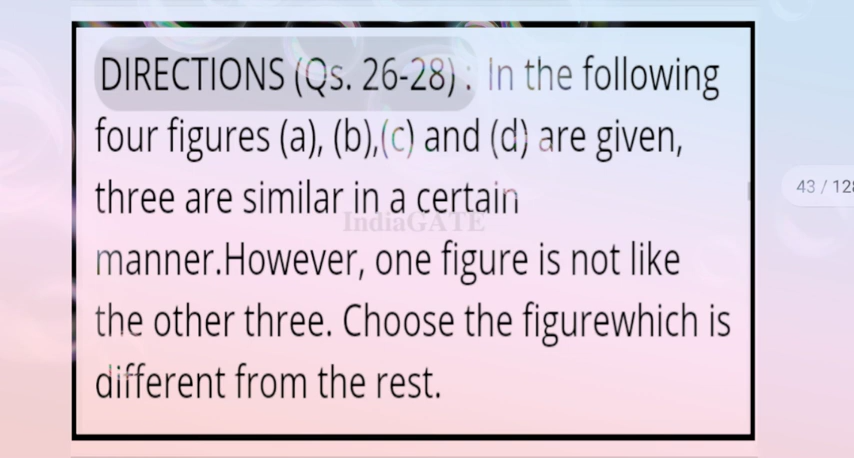 DIRECTIONS (Qs. 26-28) : In the following
four figures (a), (b),(c) and (d) are given,
three are similar in a certain
IndiaGATE
manner.However, one figure is not like
the other three. Choose the figurewhich is
different from the rest.
43 / 128